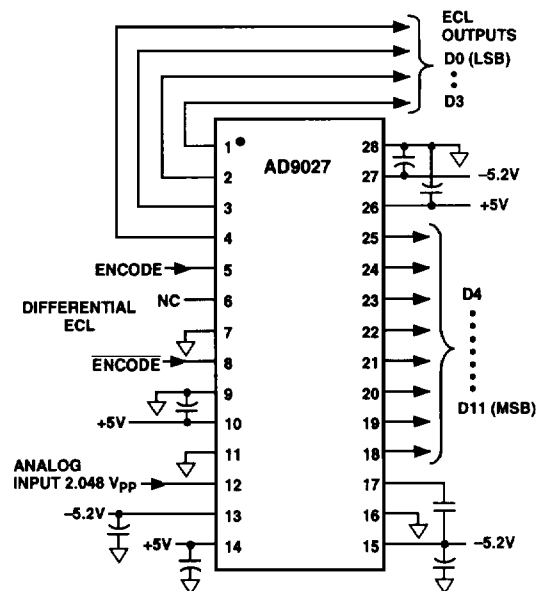 ECL
OUTPUTS
D0 (LSB)
D3
1 AD9027 28
2 27 –5.2V
3 26 +5V
4 25
ENCODE 5 24
NC 6 23 D4
DIFFERENTIAL
ECL
7 22
ENCODE 8 21
9 20
+5V 10 19 D11 (MSB)
11 18
ANALOG
INPUT 2.048 VPP 12 17
–5.2V 13 16
+5V 14 15 –5.2V